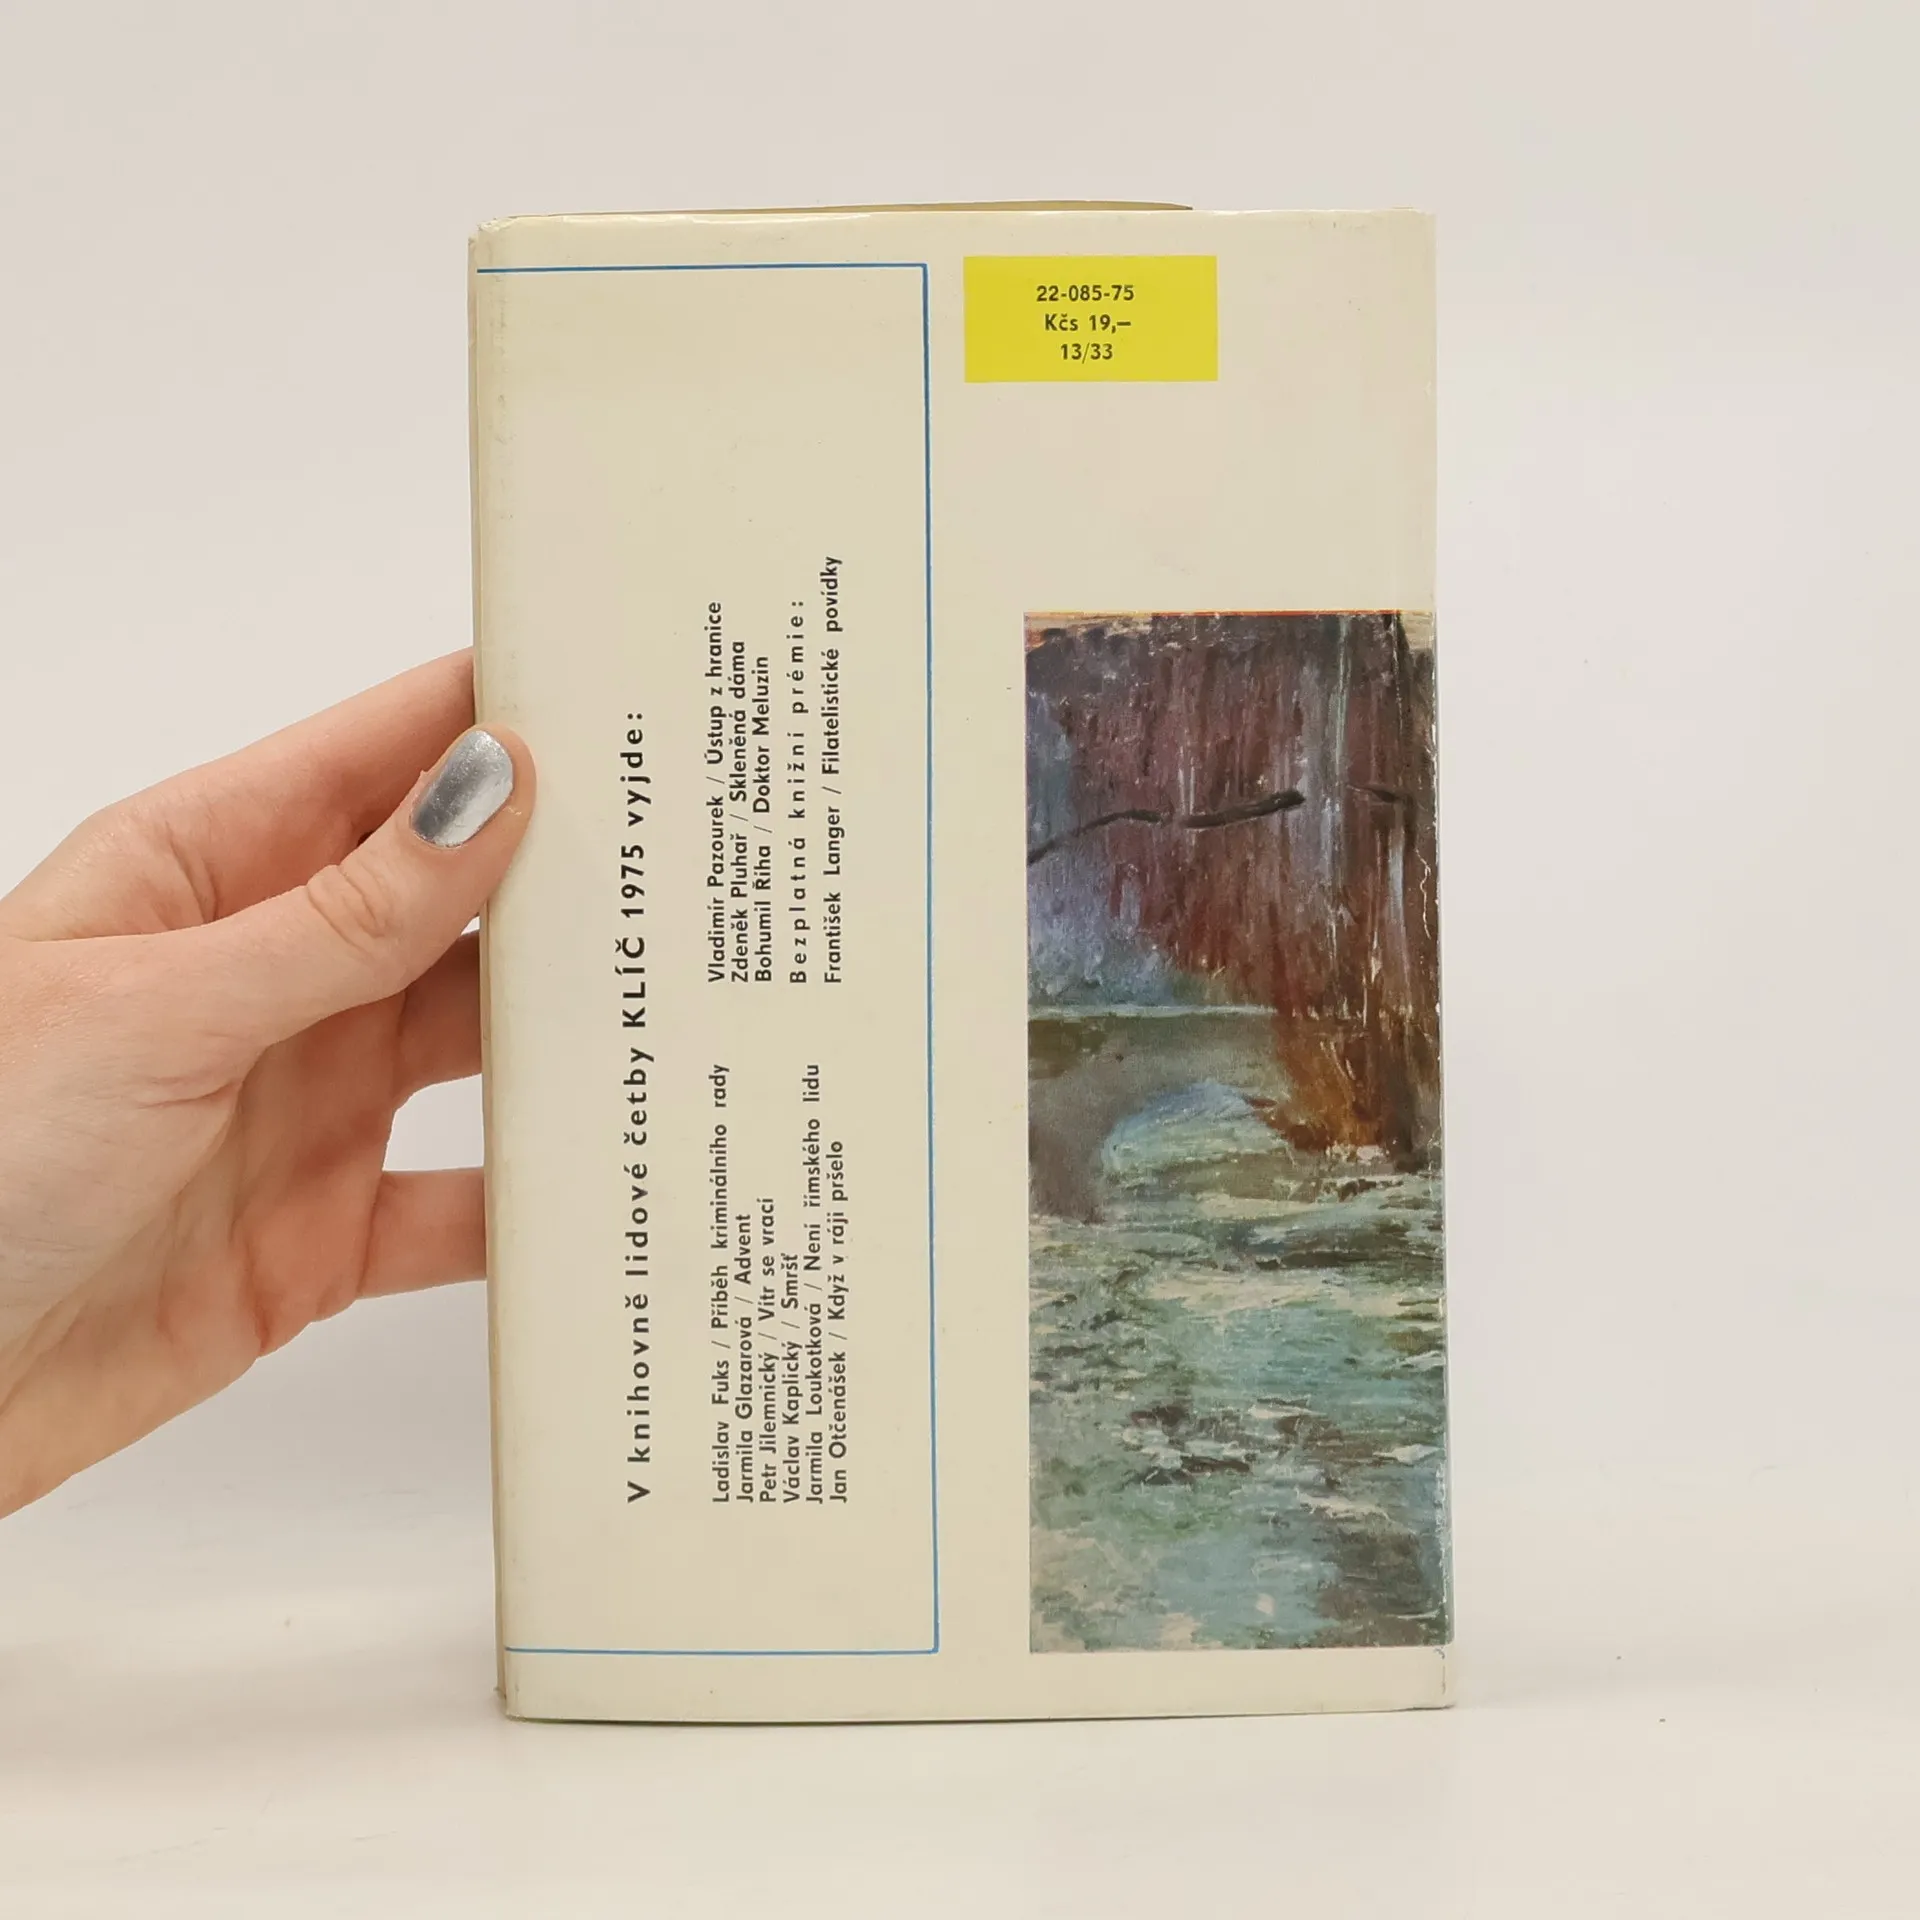 22-085-75
Kčs 19,—
13/33
V knihovně lidové četby KLÍČ 1975 vyjde:
Ladislav Fuks / Příběh kriminálního rady
Jarmila Glazarová / Advent
Petr Jilemnický / Vítr se vrací
Václav Kaplický / Smršť
Jarmila Loukotková / Není římského lidu
Jan Otčenášek / Když v ráji pršelo
Vladimír Pazourek / Ústup z hranice
Zdeněk Pluhař / Skleněná dáma
Bohumil Říha / Doktor Meluzin
Bezplatná knižní prémie:
František Langer / Filatelistické povídky